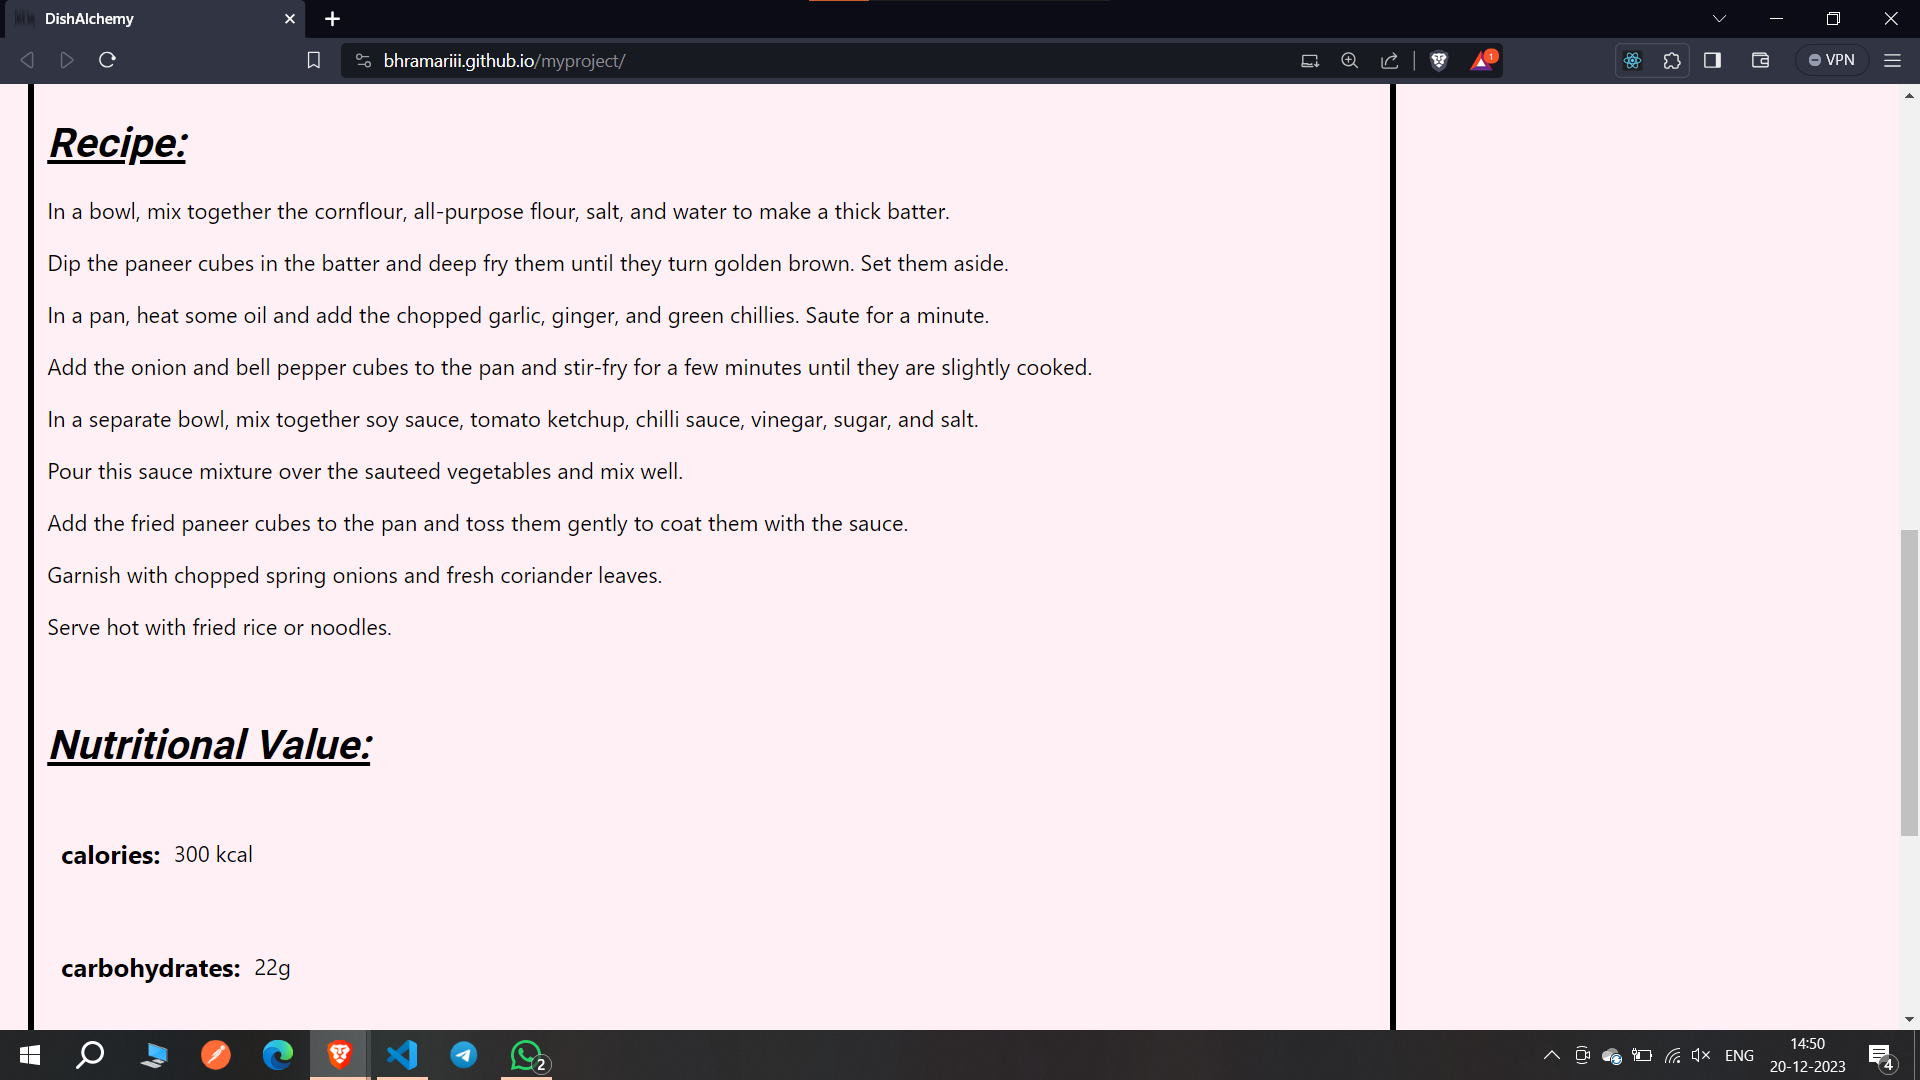 DishAlchemy
bhramariii.github.io/myproject/
1
VPN
Recipe:
In a bowl, mix together the cornflour, all-purpose flour, salt, and water to make a thick batter.
Dip the paneer cubes in the batter and deep fry them until they turn golden brown. Set them aside.
In a pan, heat some oil and add the chopped garlic, ginger, and green chillies. Saute for a minute.
Add the onion and bell pepper cubes to the pan and stir-fry for a few minutes until they are slightly cooked.
In a separate bowl, mix together soy sauce, tomato ketchup, chilli sauce, vinegar, sugar, and salt.
Pour this sauce mixture over the sauteed vegetables and mix well.
Add the fried paneer cubes to the pan and toss them gently to coat them with the sauce.
Garnish with chopped spring onions and fresh coriander leaves.
Serve hot with fried rice or noodles.
Nutritional Value:
calories: 300 kcal
carbohydrates: 22g
2
ENG
14:50
20-12-2023
4